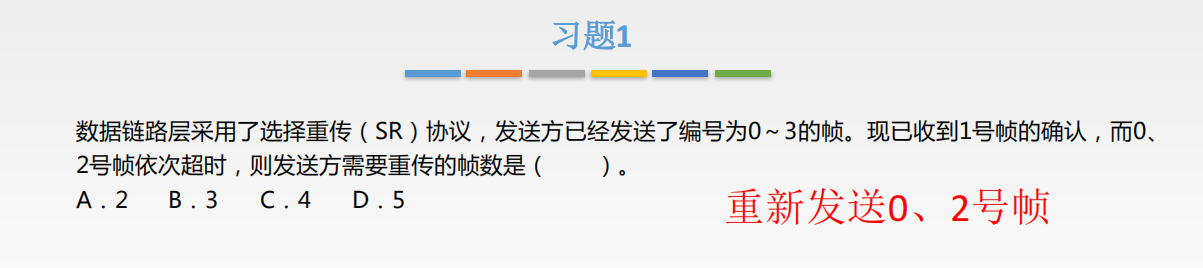 习题1
数据链路层采用了选择重传（SR）协议，发送方已经发送了编号为0～3的帧。现已收到1号帧的确认，而0、
2号帧依次超时，则发送方需要重传的帧数是（　　）。
A．2　B．3　C．4　D．5
重新发送0、2号帧